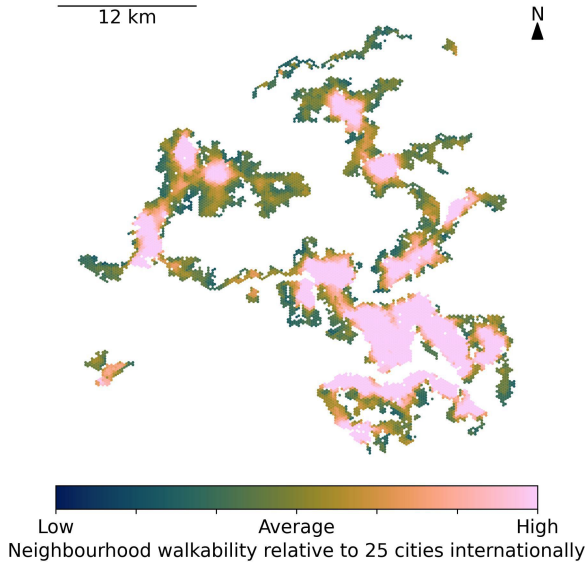 12 km
N
Low Average High
Neighbourhood walkability relative to 25 cities internationally